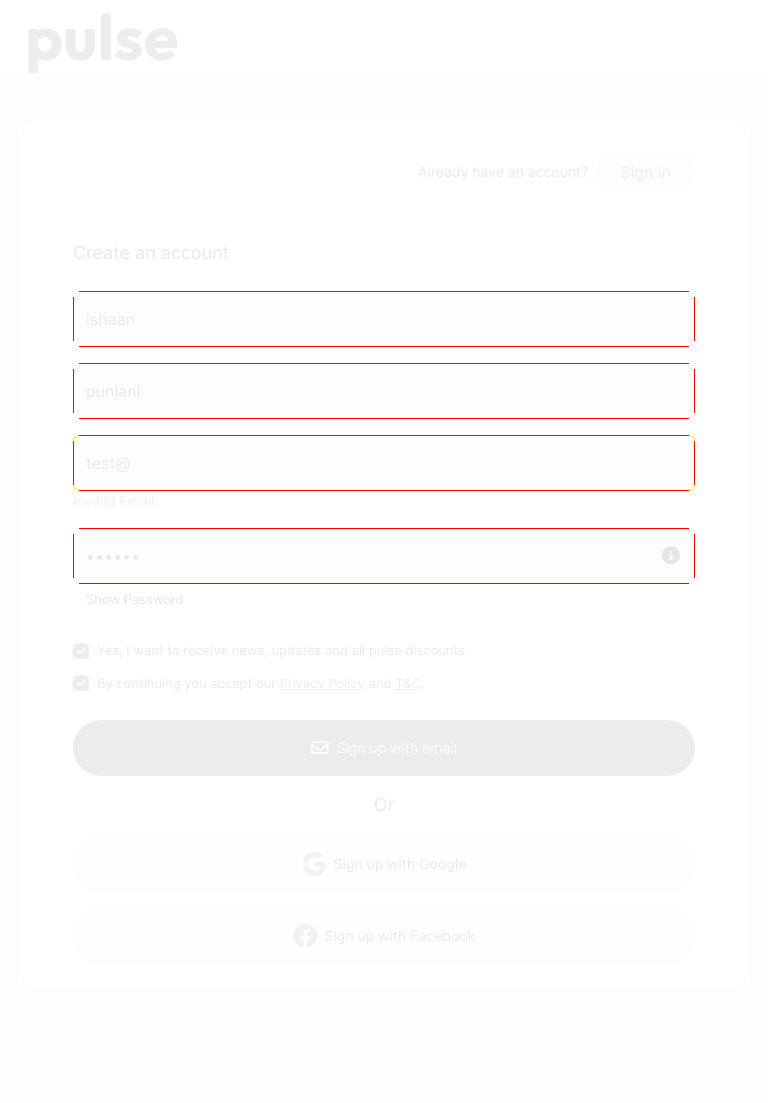 pulse
Already have an account? Sign in
Create an account
ishaan
puniani
test@
Invalid Email
••••••
Show Password
Yes, I want to receive news, updates and all pulse discounts.
By continuing you accept our Privacy Policy and T&C.
Sign up with email
Or
Sign up with Google
Sign up with Facebook